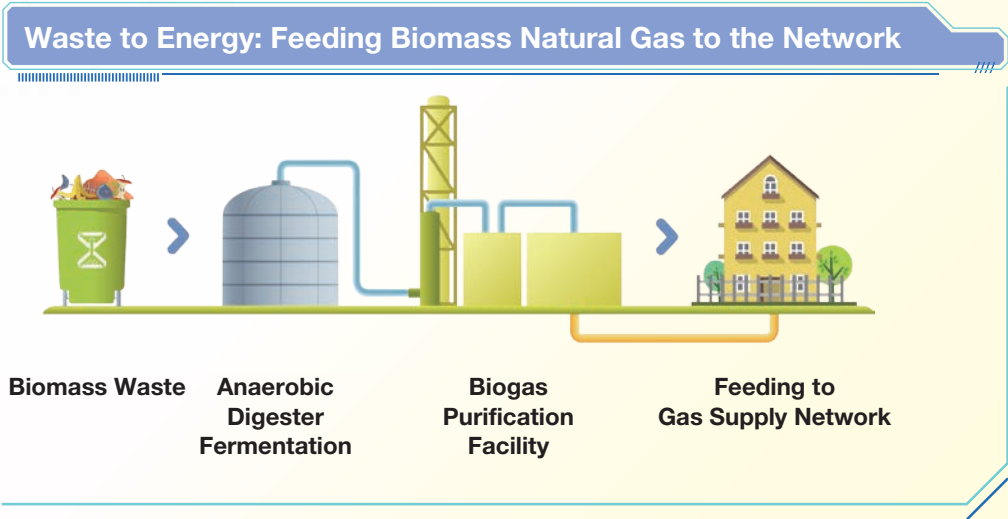 Waste to Energy: Feeding Biomass Natural Gas to the Network
Biomass Waste
Anaerobic
Digester
Fermentation
Biogas
Purification
Facility
Feeding to
Gas Supply Network